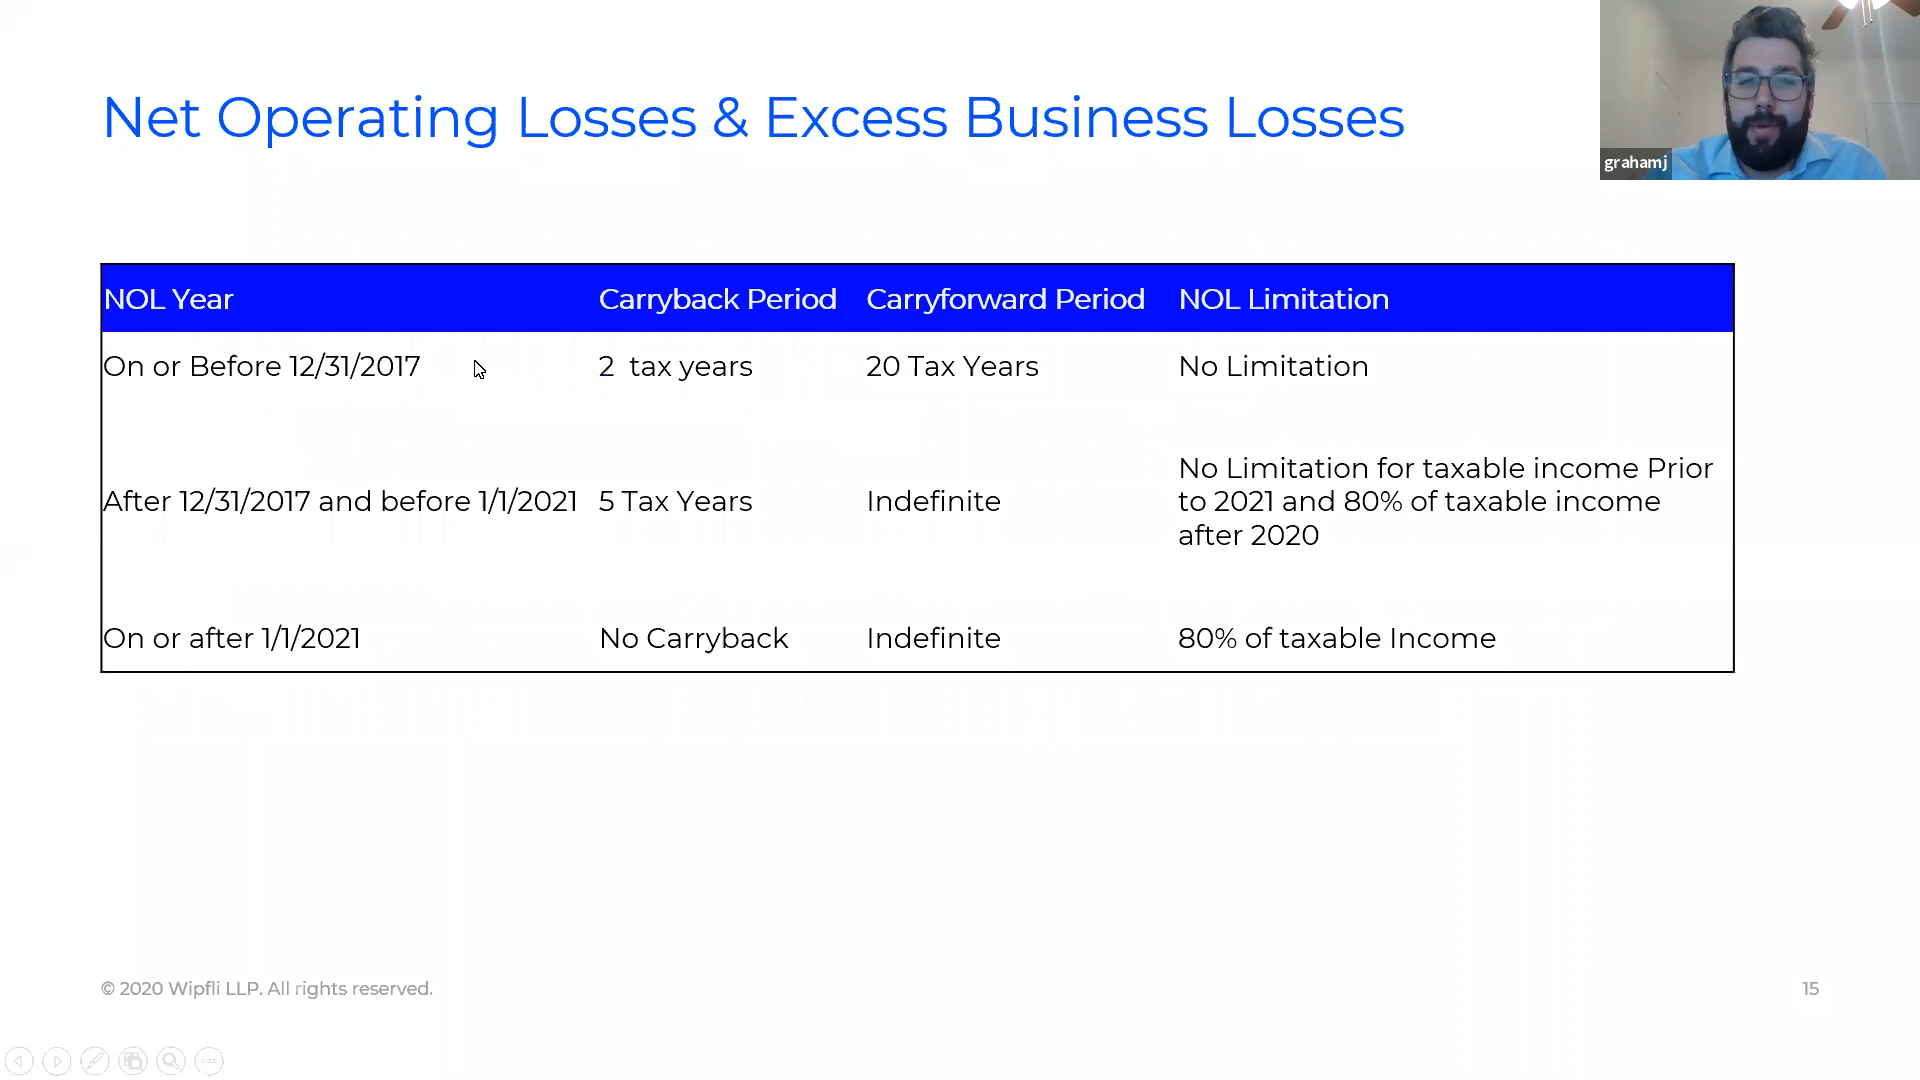 Net Operating Losses & Excess Business Losses
grahamj
NOL Year Carryback Period Carryforward Period NOL Limitation
On or Before 12/31/2017 2 tax years 20 Tax Years No Limitation
After 12/31/2017 and before 1/1/2021 5 Tax Years Indefinite No Limitation for taxable income Prior
to 2021 and 80% of taxable income
after 2020
On or after 1/1/2021 No Carryback Indefinite 80% of taxable Income
© 2020 Wipfli LLP. All rights reserved.
15